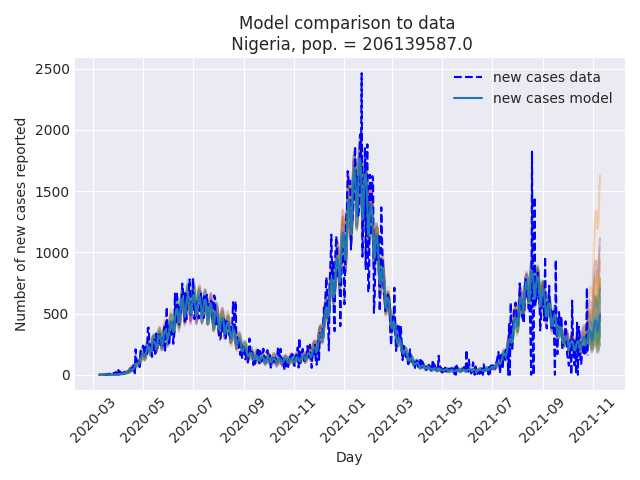 Model comparison to data
Nigeria, pop. = 206139587.0
new cases data
new cases model
Number of new cases reported
2500
2000
1500
1000
500
0
2020-03
2020-05
2020-07
2020-09
2020-11
2021-01
2021-03
2021-05
2021-07
2021-09
2021-11
Day